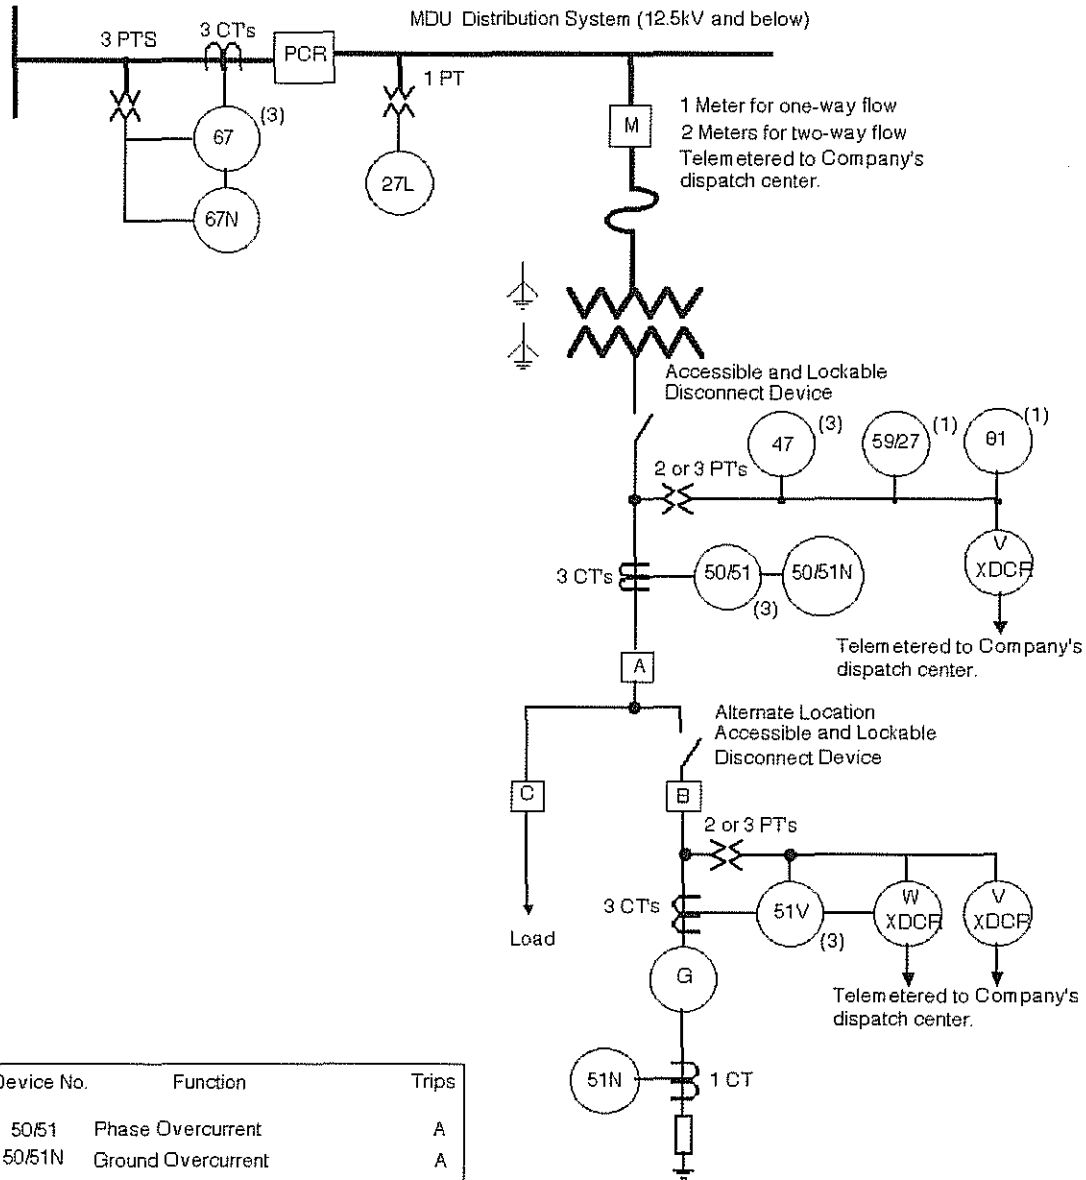 MDU Distribution System (12.5kV and below)
3 PT'S
3 CT's
PCR
1 PT
67
(3)
67N
27L
M
1 Meter for one-way flow
2 Meters for two-way flow
Telemetered to Company's
dispatch center.
Accessible and Lockable
Disconnect Device
47
(3)
59/27
(1)
81
(1)
2 or 3 PT's
V
XDCR
3 CT's
50/51
(3)
50/51N
Telemetered to Company's
dispatch center.
A
Alternate Location
Accessible and Lockable
Disconnect Device
C
B
2 or 3 PT's
3 CT's
51V
(3)
W
XDCR
V
XDCR
Load
G
Telemetered to Company's
dispatch center.
51N
1 CT
Device No. Function Trips
50/51 Phase Overcurrent A
50/51N Ground Overcurrent A